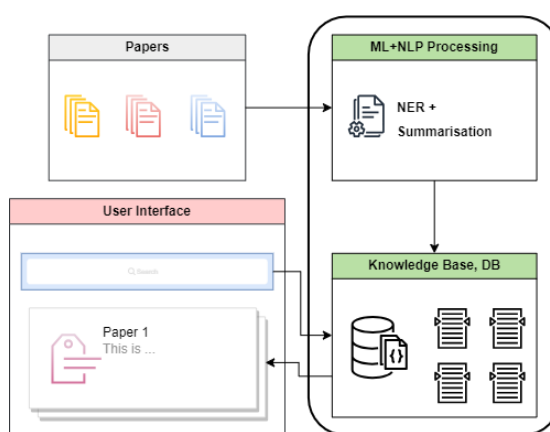 Papers
ML+NLP Processing
NER +
Summarisation
User Interface
Search
Paper 1
This is ...
Knowledge Base, DB
{}